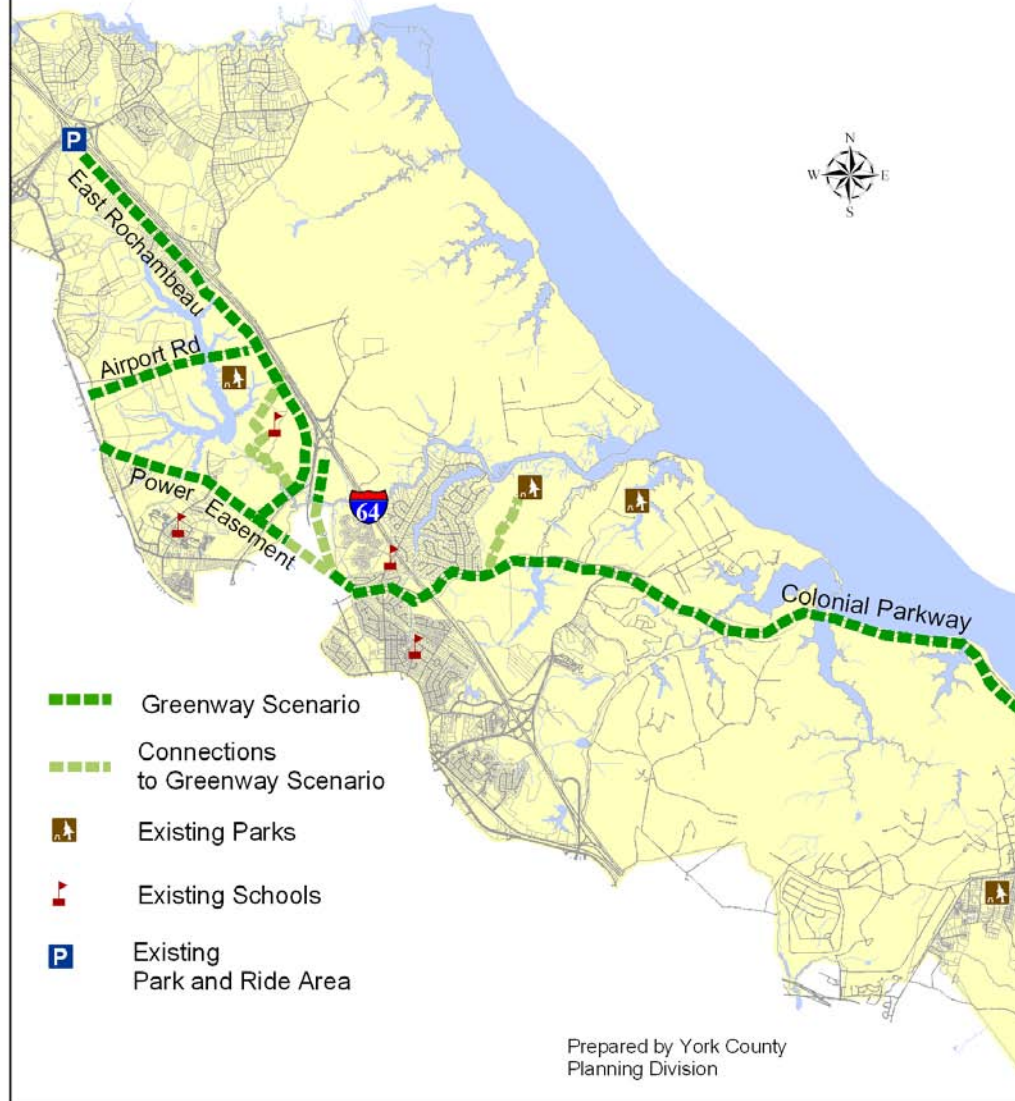 P
N
W E
S
East Rochambeau
Airport Rd
Power Easement
64
Colonial Parkway
Greenway Scenario
Connections
to Greenway Scenario
Existing Parks
Existing Schools
P
Existing
Park and Ride Area
Prepared by York County
Planning Division